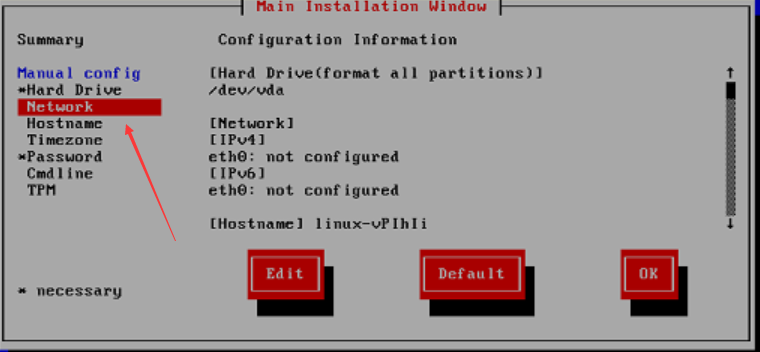 Main Installation Window
Summary
Configuration Information
Manual config
[Hard Drive(format all partitions)]
*Hard Drive
/dev/vda
Network
Hostname
[Network]
Timezone
[IPv4]
*Password
eth0: not configured
Cmdline
[IPv6]
TPM
eth0: not configured
[Hostname] linux-vPIhIi
Edit
Default
OK
* necessary